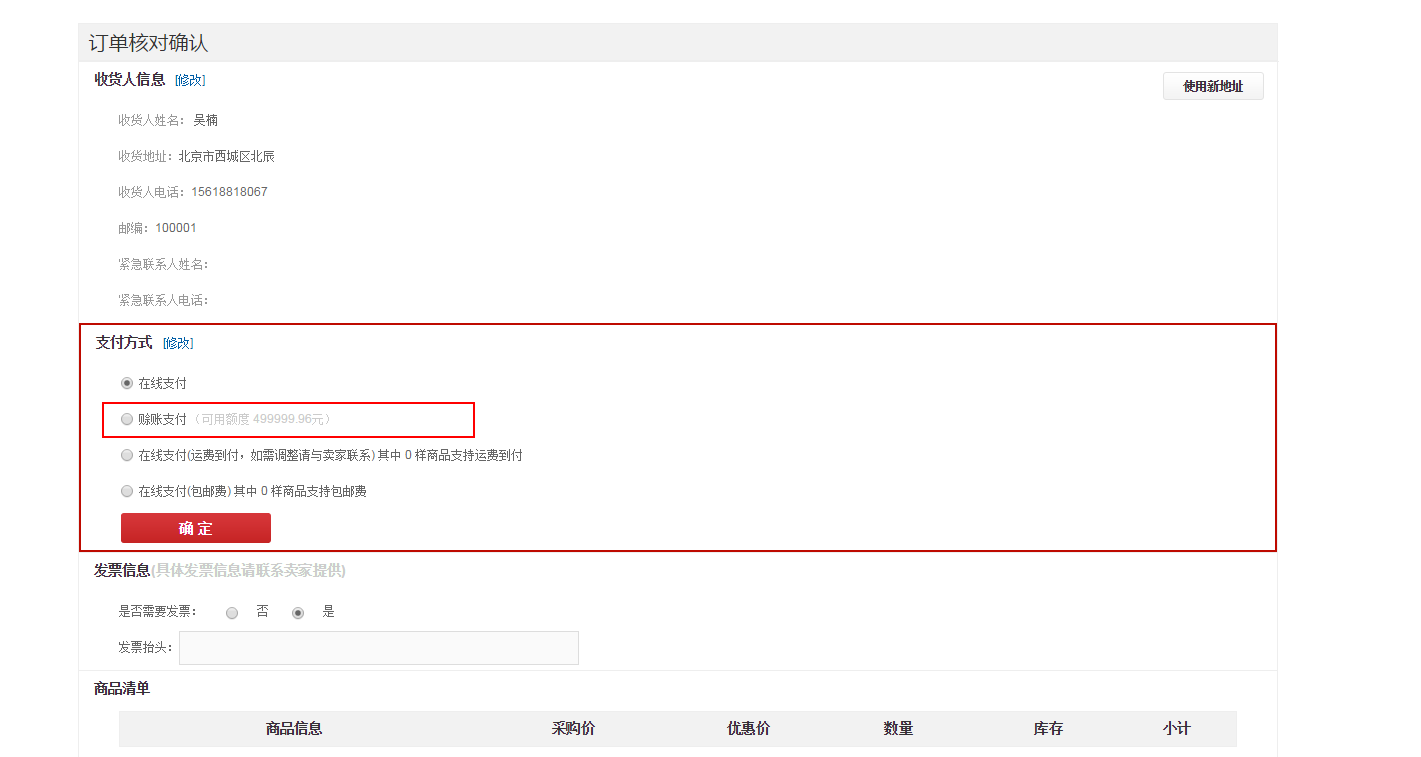 订单核对确认
收货人信息 [修改]
使用新地址
收货人姓名: 吴楠
收货地址: 北京市西城区北辰
收货人电话: 15618818067
邮编: 100001
紧急联系人姓名:
紧急联系人电话:
支付方式 [修改]
在线支付
赊账支付（可用额度 499999.96元）
在线支付(运费到付，如需调整请与卖家联系) 其中 0 样商品支持运费到付
在线支付(包邮费) 其中 0 样商品支持包邮费
确 定
发票信息(具体发票信息请联系卖家提供)
是否需要发票: 否 是
发票抬头:
商品清单
商品信息 采购价 优惠价 数量 库存 小计